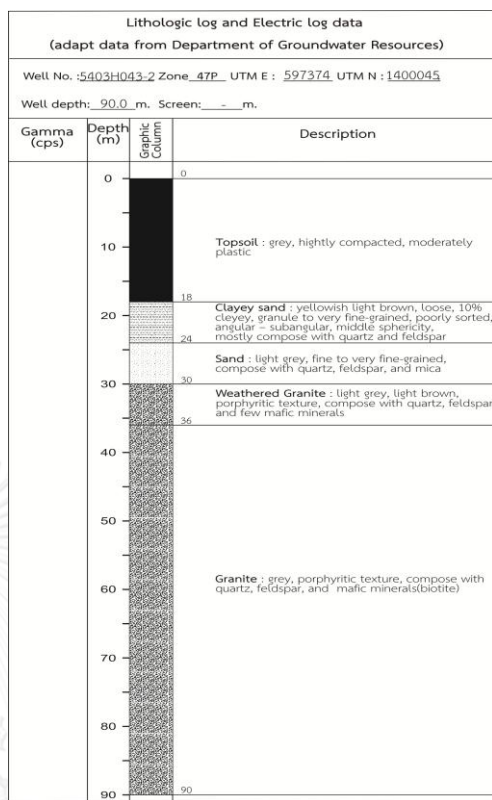 Lithologic log and Electric log data
(adapt data from Department of Groundwater Resources)
Well No. :5403H043-2 Zone 47P UTM E : 597374 UTM N : 1400045
Well depth: 90.0 m. Screen: - m.
Gamma
(cps)
Depth
(m)
Graphic
Column
Description
0
0
10
Topsoil : grey, hightly compacted, moderately
plastic
18
Clayey sand : yellowish light brown, loose, 10%
cleyey, granule to very fine-grained, poorly sorted,
angular – subangular, middle sphericity,
mostly compose with quartz and feldspar
20
24
Sand : light grey, fine to very fine-grained,
compose with quartz, feldspar, and mica
30
30
Weathered Granite : light grey, light brown,
porphyritic texture, compose with quartz, feldspar
and few mafic minerals
36
40
50
Granite : grey, porphyritic texture, compose with
quartz, feldspar, and mafic minerals(biotite)
60
70
80
90
90